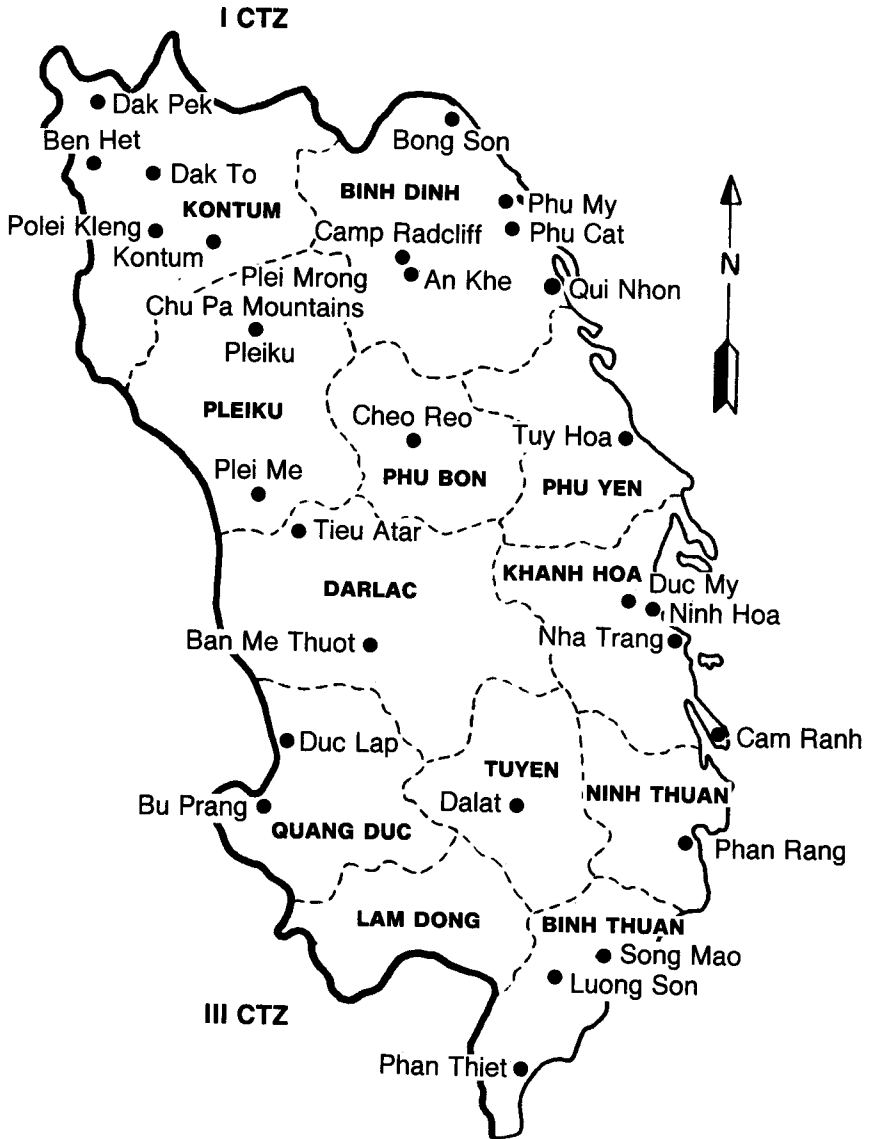 I CTZ
Dak Pek
Ben Het
Bong Son
Dak To
BINH DINH
KONTUM
Phu My
Polei Kleng
Camp Radcliff
Phu Cat
Kontum
N
Plei Mrong
An Khe
Qui Nhon
Chu Pa Mountains
Pleiku
PLEIKU
Cheo Reo
Tuy Hoa
Plei Me
PHU BON
PHU YEN
Tieu Atar
KHANH HOA
DARLAC
Duc My
Ninh Hoa
Ban Me Thuot
Nha Trang
Duc Lap
Cam Ranh
TUYEN
Bu Prang
Dalat
NINH THUAN
QUANG DUC
Phan Rang
LAM DONG
BINH THUAN
Song Mao
Luong Son
III CTZ
Phan Thiet